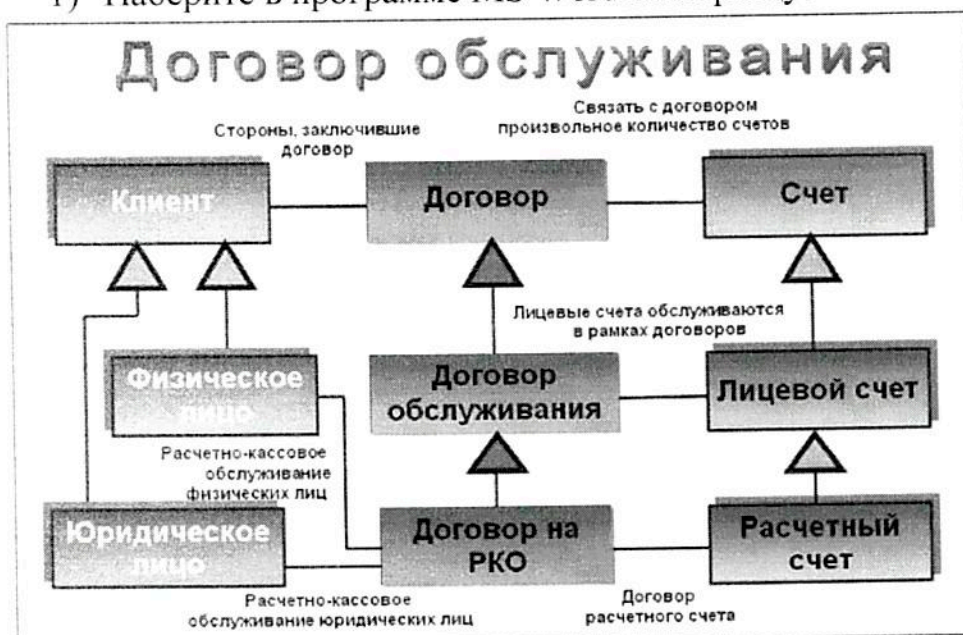 1) Наберите в программе MS W
Договор обслуживания
Стороны, заключившие
договор
Связать с договором
произвольное количество счетов
Клиент
Договор
Счет
Лицевые счета обслуживаются
в рамках договоров
Физическое
лицо
Договор
обслуживания
Лицевой счет
Расчетно-кассовое
обслуживание
физических лиц
Юридическое
лицо
Договор на
РКО
Расчетный
счет
Расчетно-кассовое
обслуживание юридических лиц
Договор
расчетного счета